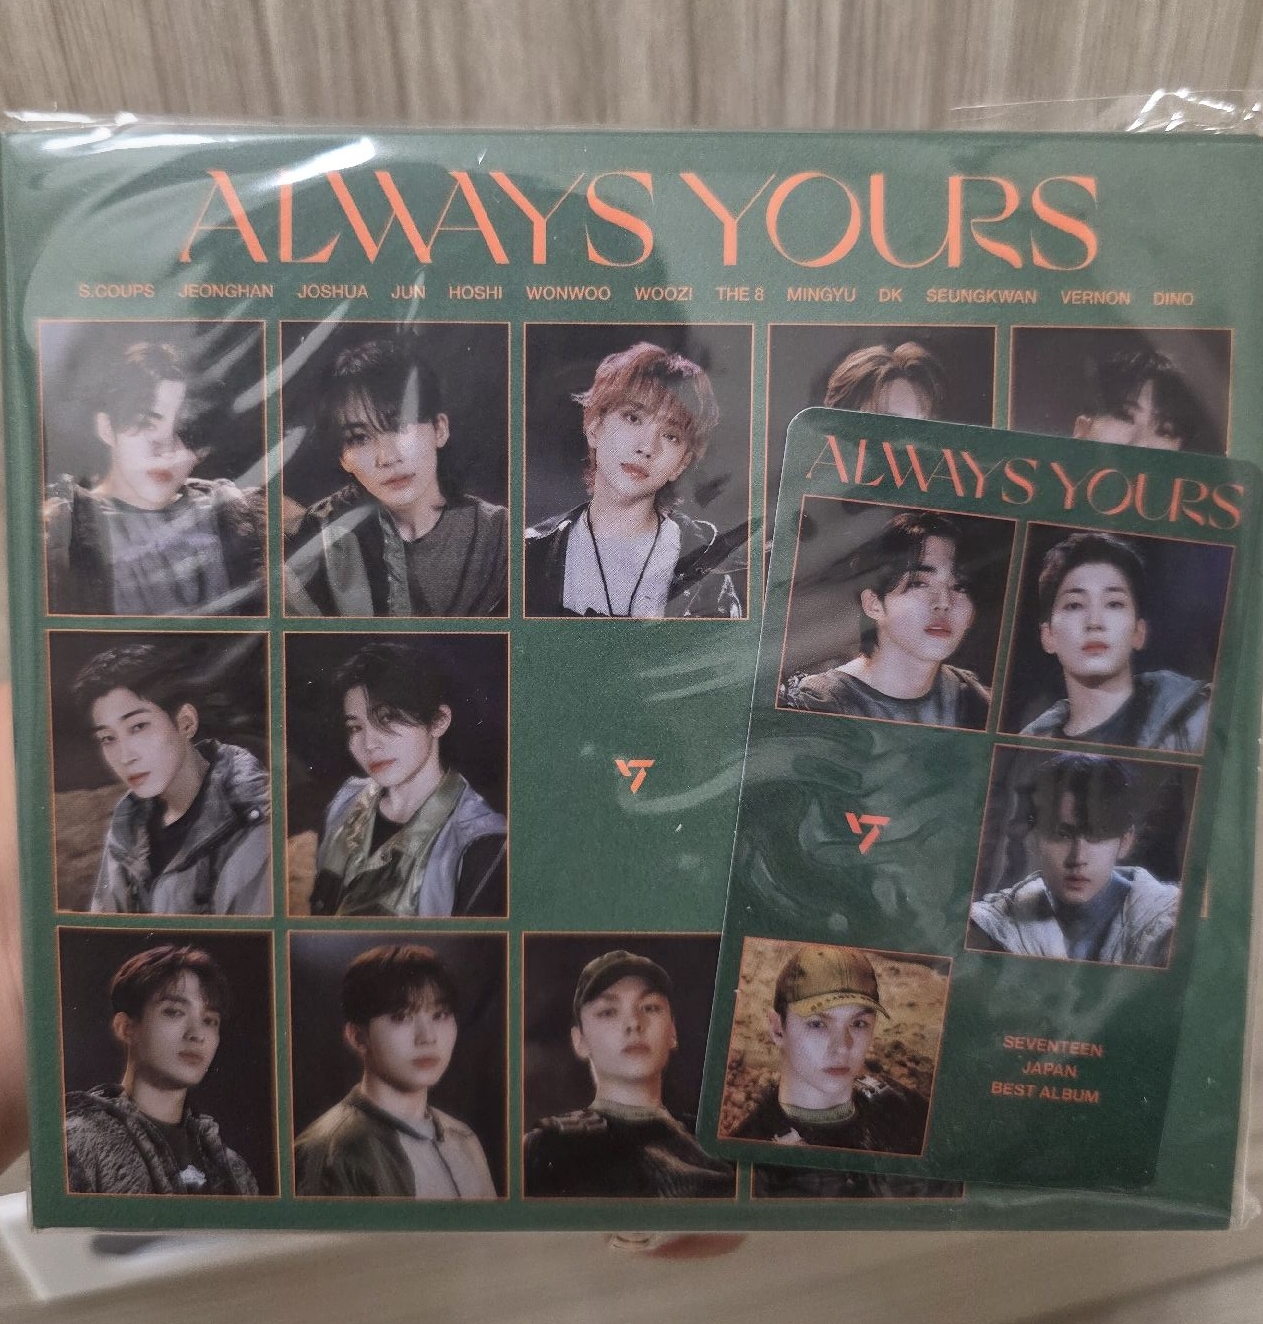 ALWAYS YOURS
S.COUPS JEONGHAN JOSHUA JUN HOSHI WONWOO WOOZI THE 8 MINGYU DK SEUNGKWAN VERNON DINO
ALWAYS YOURS
SEVENTEEN
JAPAN
BEST ALBUM